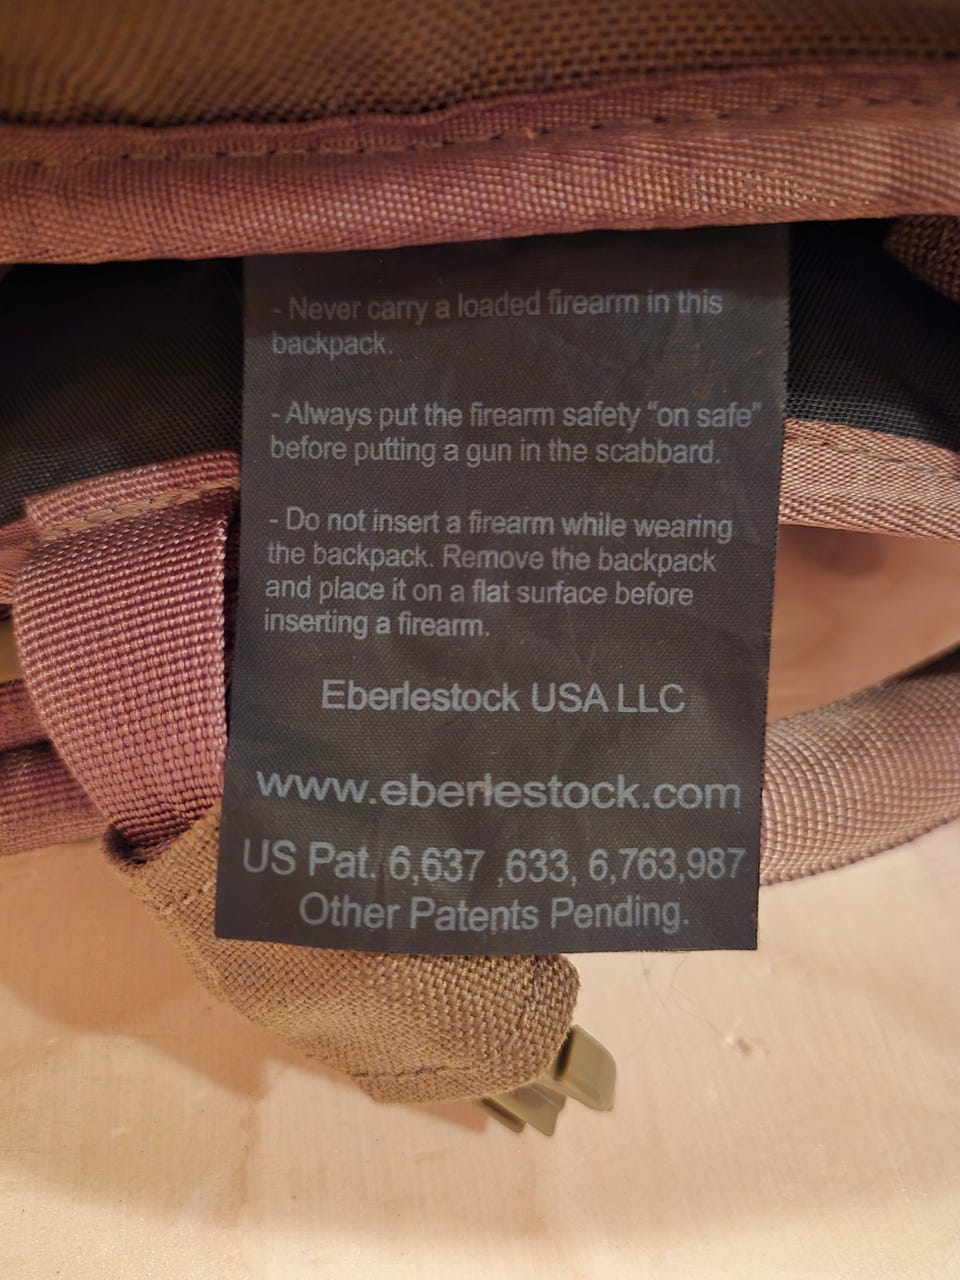 - Never carry a loaded firearm in this
backpack.
- Always put the firearm safety "on safe"
before putting a gun in the scabbard.
- Do not insert a firearm while wearing
the backpack. Remove the backpack
and place it on a flat surface before
inserting a firearm.
Eberlestock USA LLC
www.eberlestock.com
US Pat. 6,637 ,633, 6,763,987
Other Patents Pending.